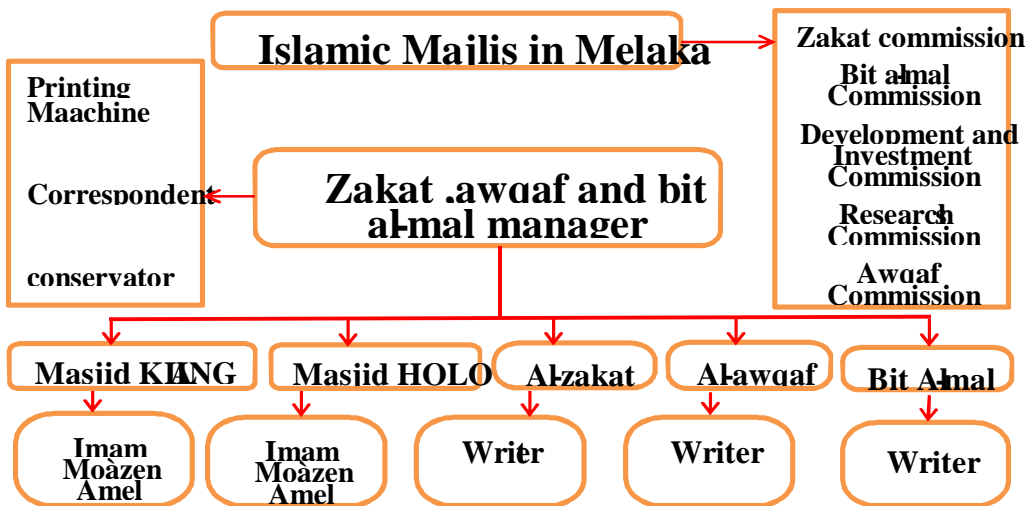 Islamic Majlis in Melaka
Zakat commission
Bit al-mal
Commission
Development and
Investment
Commission
Research
Commission
Awqaf
Commission
Printing
Maachine
Correspondent
conservator
Zakat ,awqaf and bit
al-mal manager
Masjid KLANG
Masjid HOLO
Al-zakat
Al-awqaf
Bit Al-mal
Imam
Moàzen
Amel
Imam
Moàzen
Amel
Writer
Writer
Writer